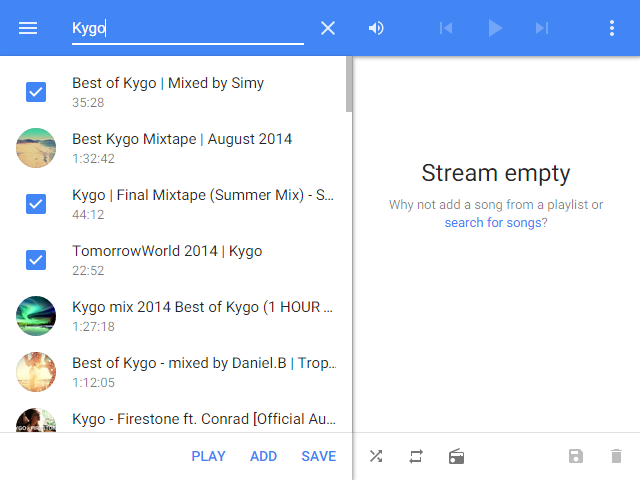 Kygo
Best of Kygo | Mixed by Simy
35:28
Best Kygo Mixtape | August 2014
1:32:42
Kygo | Final Mixtape (Summer Mix) - S...
44:12
TomorrowWorld 2014 | Kygo
22:52
Kygo mix 2014 Best of Kygo (1 HOUR ...
1:27:18
Best of Kygo - mixed by Daniel.B | Trop...
1:12:05
Kygo - Firestone ft. Conrad [Official Au...
PLAY ADD SAVE
Stream empty
Why not add a song from a playlist or
search for songs?